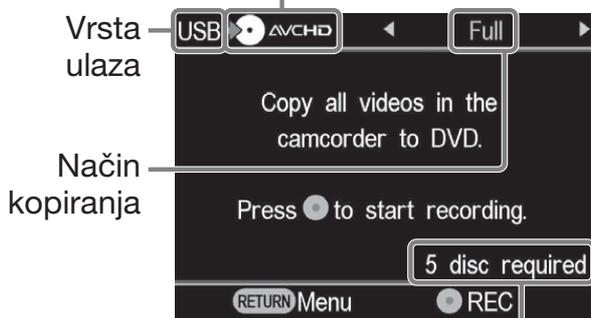 Vrsta
ulaza
USB AVCHD Full
Copy all videos in the
camcorder to DVD.
Način
kopiranja
Press to start recording.
5 disc required
RETURN Menu REC